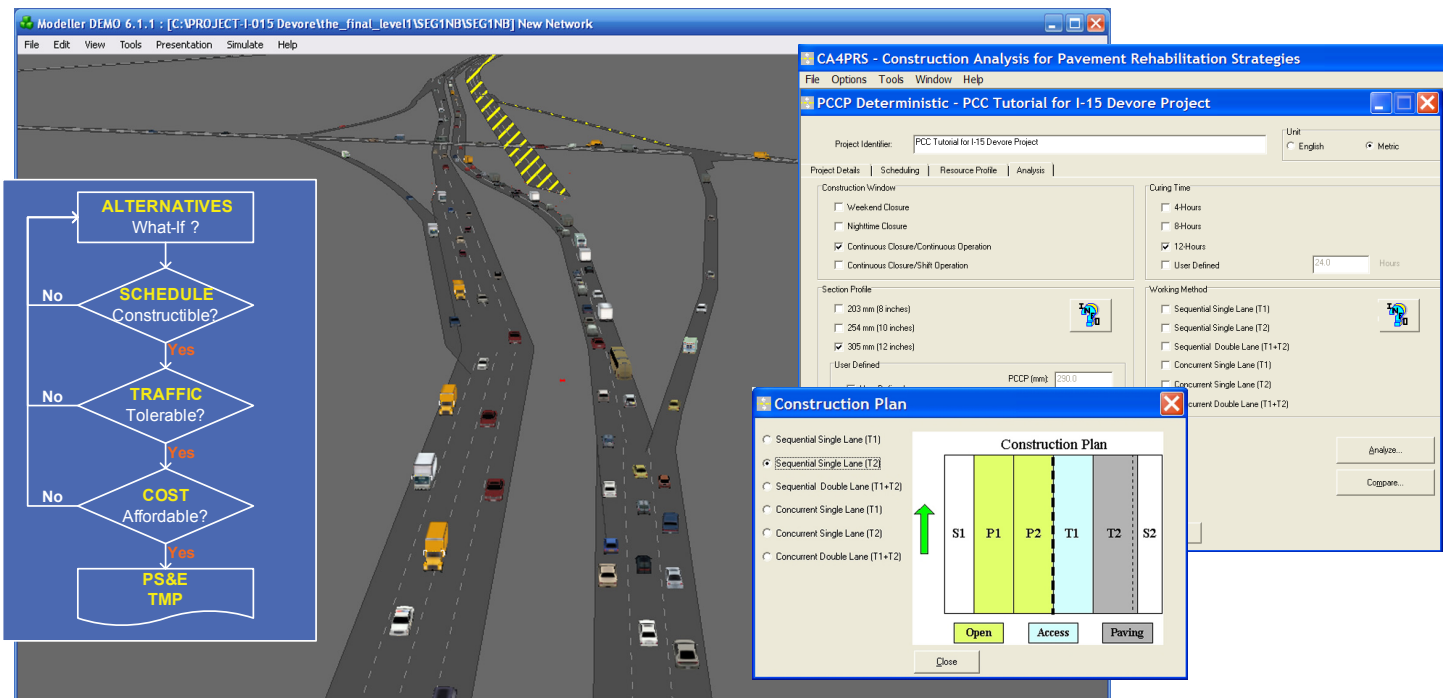 Modeller DEMO 6.1.1 : [C:\PROJECT-I-015 Devore\the_final_level1\SEG1NB\SEG1NB] New Network
File Edit View Tools Presentation Simulate Help
ALTERNATIVES
What-If ?
No
SCHEDULE
Constructible?
Yes
No
TRAFFIC
Tolerable?
Yes
No
COST
Affordable?
Yes
PS&E
TMP
CA4PRS - Construction Analysis for Pavement Rehabilitation Strategies
File Options Tools Window Help
PCCP Deterministic - PCC Tutorial for I-15 Devore Project
Project Identifier: PCC Tutorial for I-15 Devore Project
Unit
English Metric
Project Details Scheduling Resource Profile Analysis
Construction Window
Weekend Closure
Nighttime Closure
Continuous Closure/Continuous Operation
Continuous Closure/Shift Operation
Curing Time
4-Hours
8-Hours
12-Hours
User Defined 24.0 Hours
Section Profile
203 mm (8 inches)
254 mm (10 inches)
305 mm (12 inches)
User Defined
PCCP (mm): 290.0
Working Method
Sequential Single Lane (T1)
Sequential Single Lane (T2)
Sequential Double Lane (T1+T2)
Concurrent Single Lane (T1)
Concurrent Single Lane (T2)
Double Lane (T1+T2)
Analyze...
Compare...
Construction Plan
Sequential Single Lane (T1)
Sequential Single Lane (T2)
Sequential Double Lane (T1+T2)
Concurrent Single Lane (T1)
Concurrent Single Lane (T2)
Concurrent Double Lane (T1+T2)
Construction Plan
S1 P1 P2 T1 T2 S2
Open Access Paving
Close